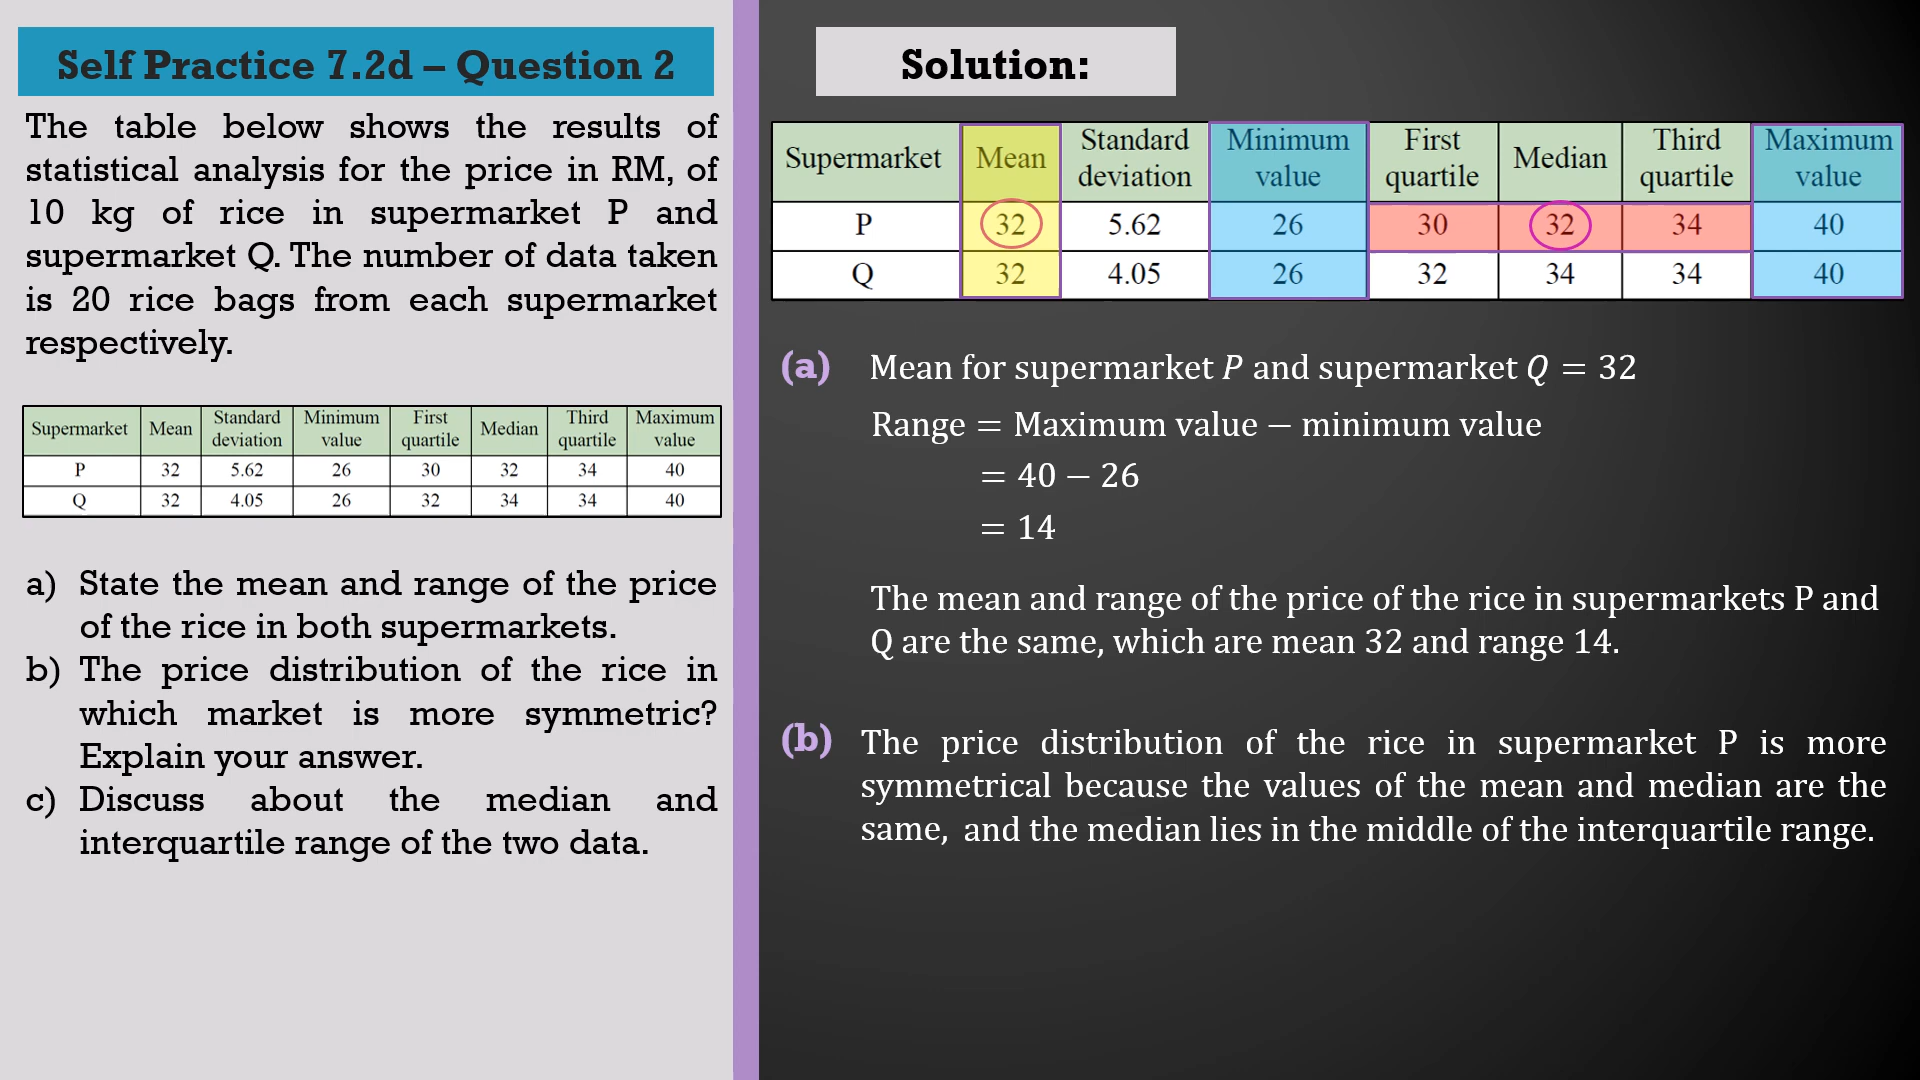 Self Practice 7.2d – Question 2
The table below shows the results of
statistical analysis for the price in RM, of
10 kg of rice in supermarket P and
supermarket Q. The number of data taken
is 20 rice bags from each supermarket
respectively.
Supermarket Mean Standard deviation Minimum value First quartile Median Third quartile Maximum value
P 32 5.62 26 30 32 34 40
Q 32 4.05 26 32 34 34 40
a) State the mean and range of the price
of the rice in both supermarkets.
b) The price distribution of the rice in
which market is more symmetric?
Explain your answer.
c) Discuss about the median and
interquartile range of the two data.
Solution:
Supermarket Mean Standard deviation Minimum value First quartile Median Third quartile Maximum value
P 32 5.62 26 30 32 34 40
Q 32 4.05 26 32 34 34 40
(a) Mean for supermarket P and supermarket Q = 32
Range = Maximum value − minimum value
= 40 − 26
= 14
The mean and range of the price of the rice in supermarkets P and
Q are the same, which are mean 32 and range 14.
(b) The price distribution of the rice in supermarket P is more
symmetrical because the values of the mean and median are the
same, and the median lies in the middle of the interquartile range.